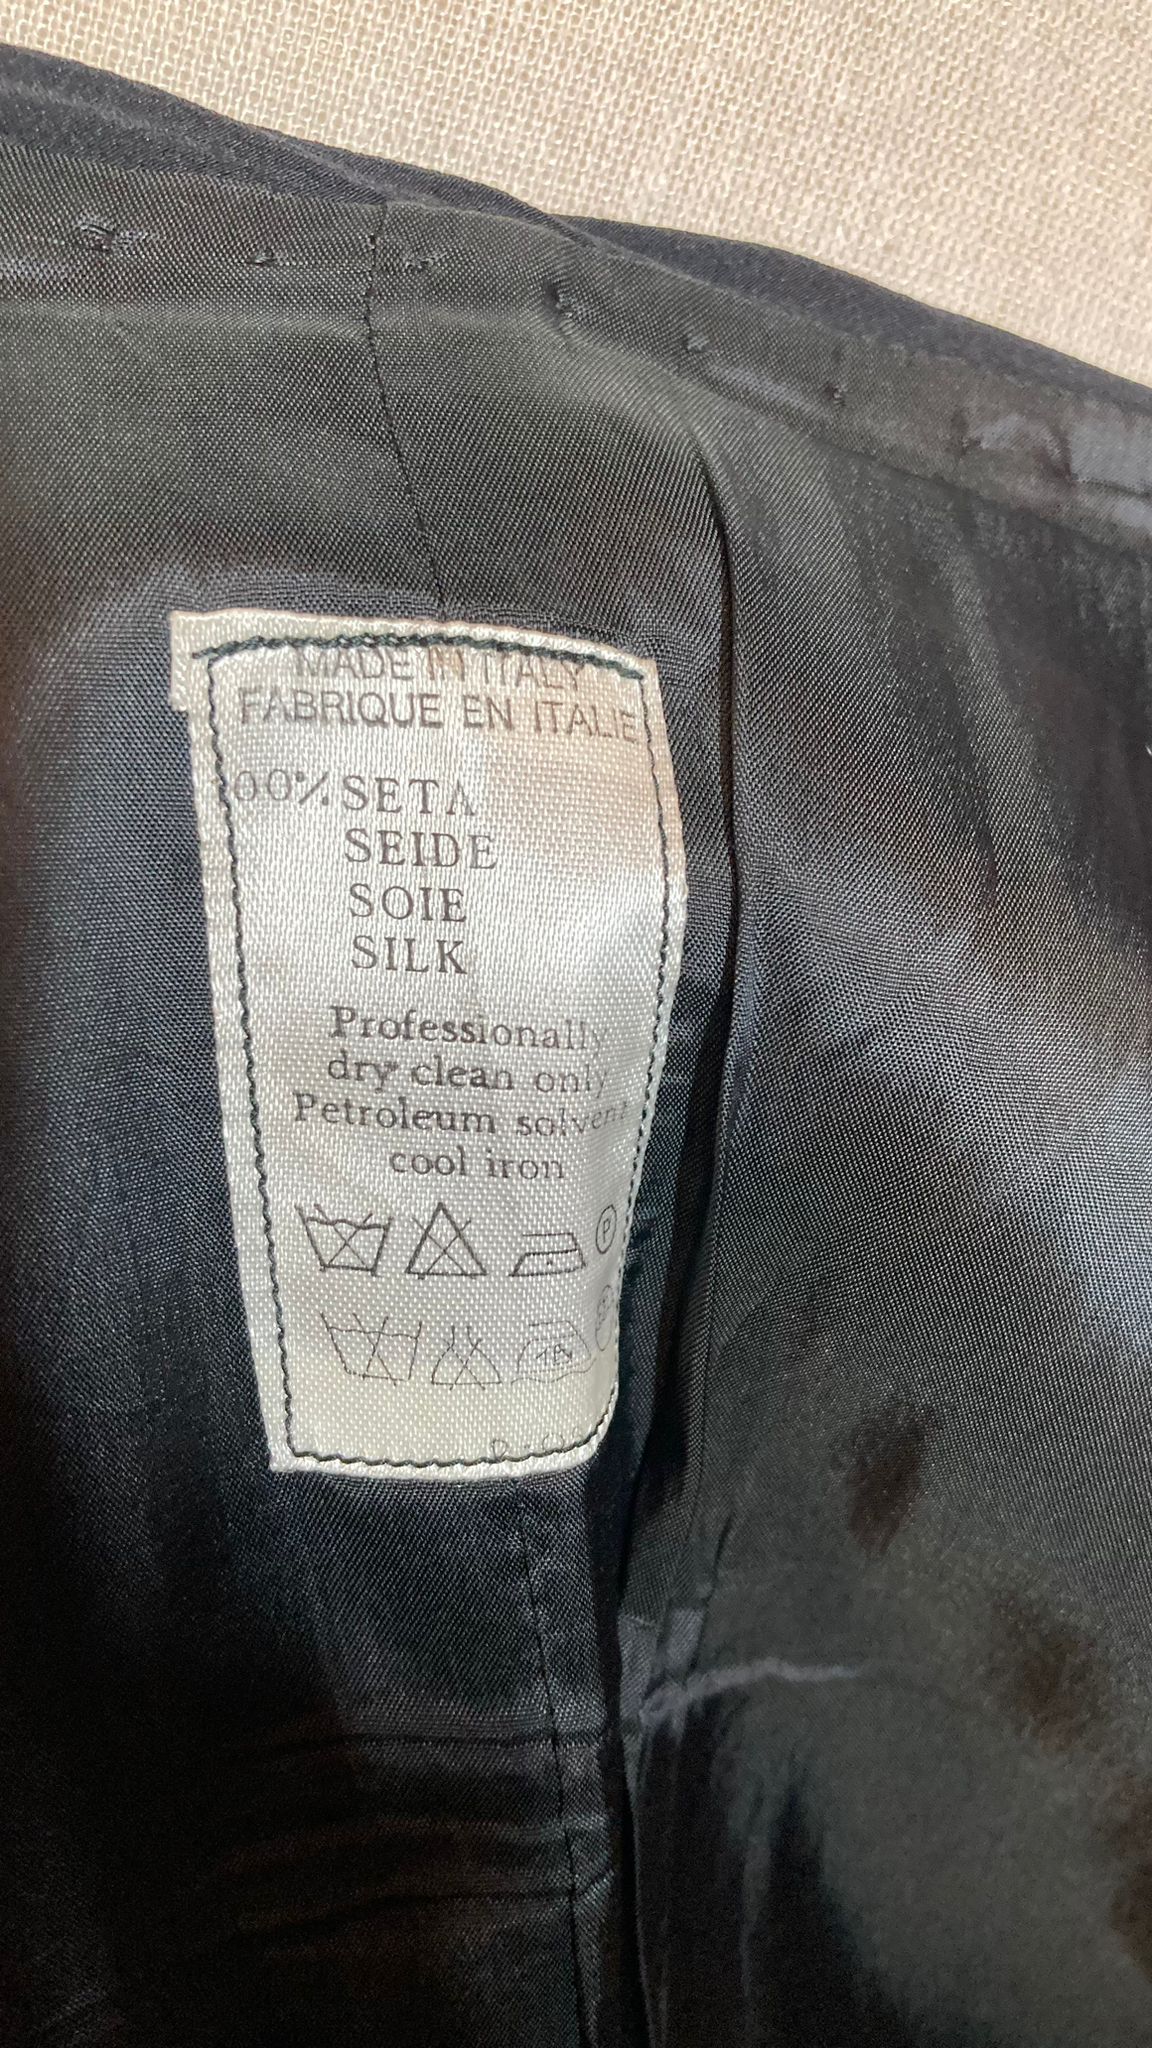 MADE IN ITALY
FABRIQUE EN ITALIE
00% SETA
SEIDE
SOIE
SILK
Professionally
dry clean only
Petroleum solvent
cool iron
P